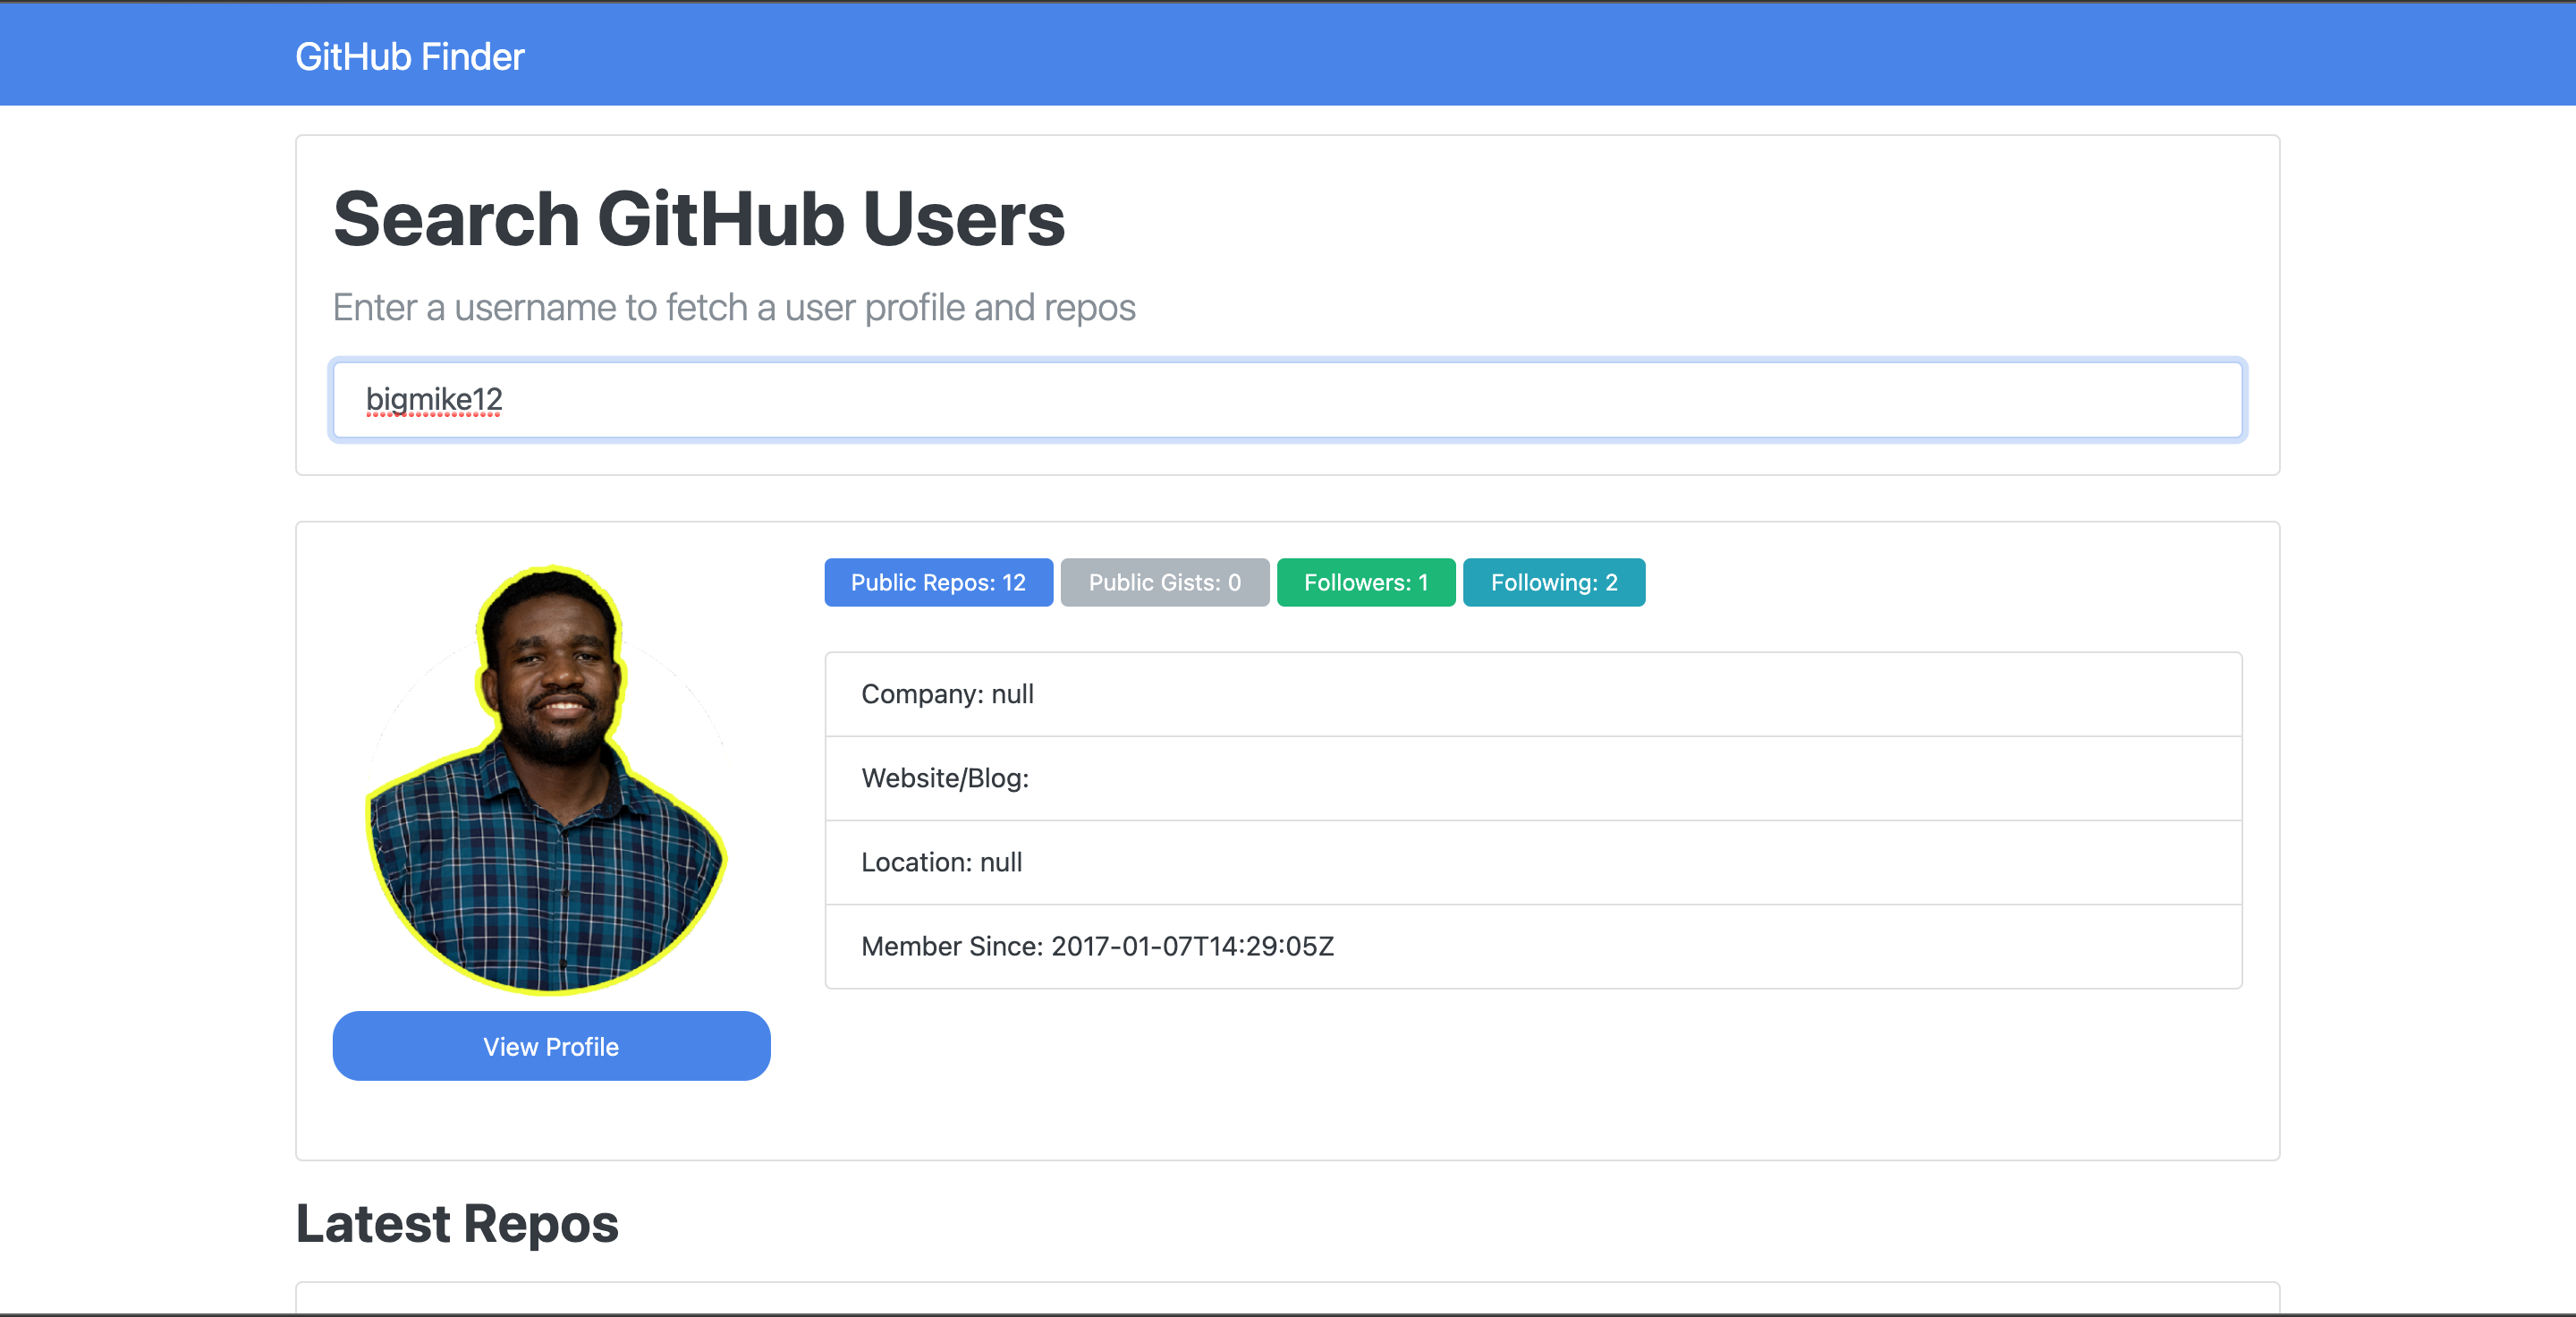 GitHub Finder
Search GitHub Users
Enter a username to fetch a user profile and repos
bigmike12
Public Repos: 12 Public Gists: 0 Followers: 1 Following: 2
Company: null
Website/Blog:
Location: null
Member Since: 2017-01-07T14:29:05Z
View Profile
Latest Repos